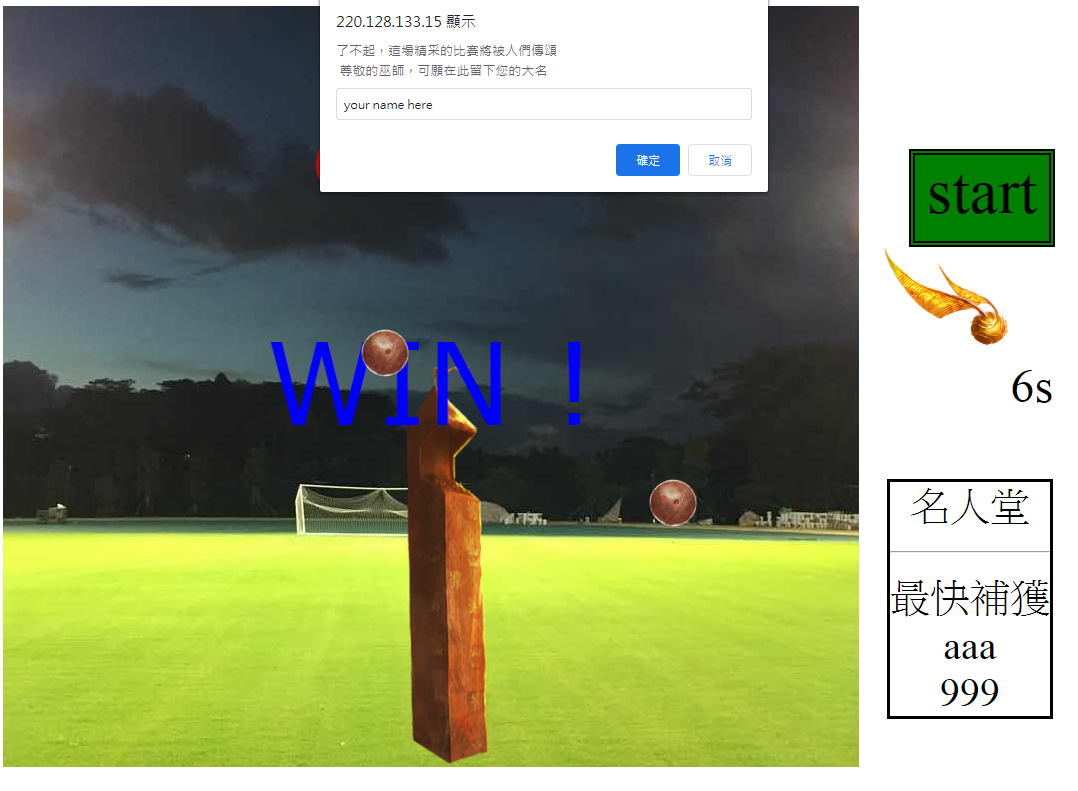 220.128.133.15 顯示
了不起，這場精采的比賽將被人們傳頌
尊敬的巫師，可願在此留下您的大名
your name here
確定 取消
start
WIN！
6s
名人堂
最快補獲
aaa
999